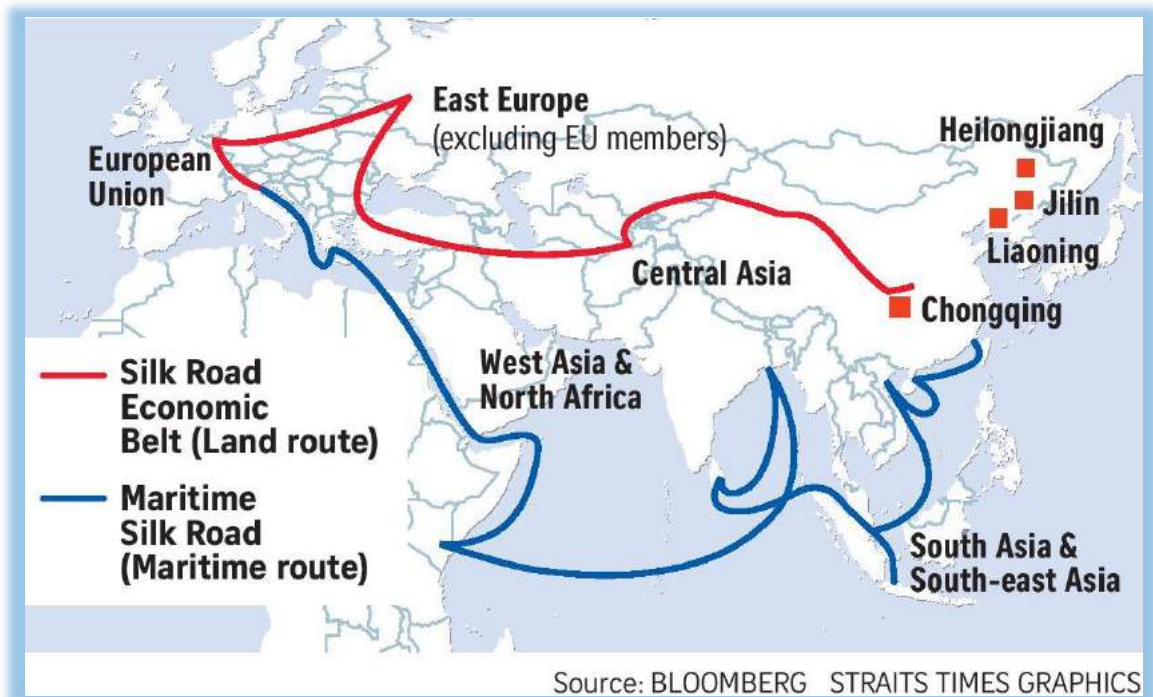 East Europe
(excluding EU members)
European
Union
Heilongjiang
Jilin
Liaoning
Central Asia
Chongqing
West Asia &
North Africa
South Asia &
South-east Asia
Silk Road
Economic
Belt (Land route)
Maritime
Silk Road
(Maritime route)
Source: BLOOMBERG STRAITS TIMES GRAPHICS